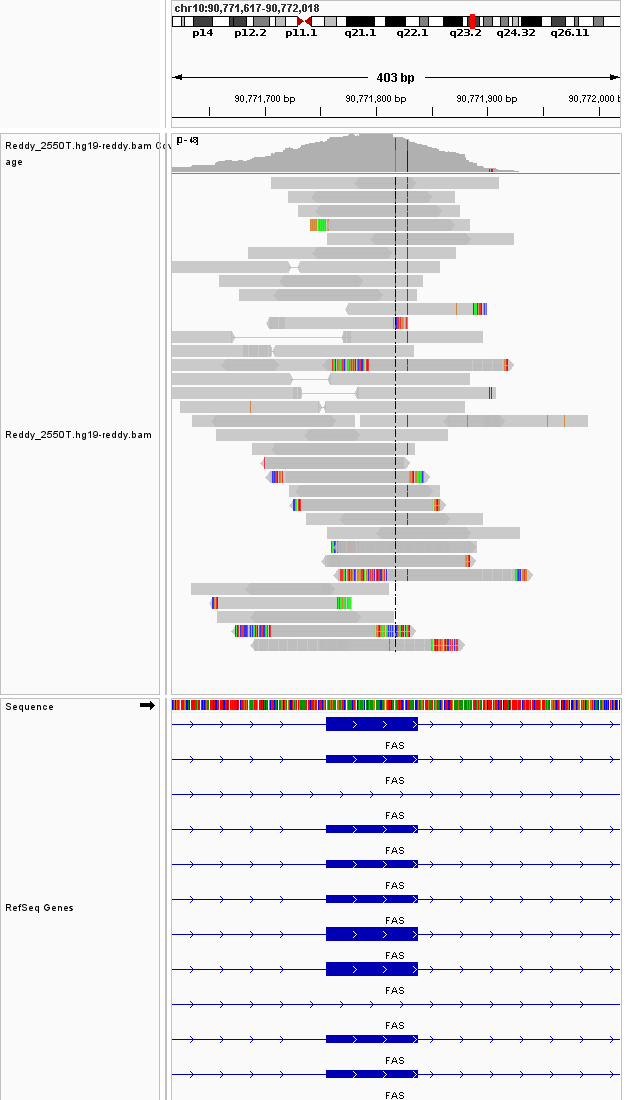 chr10:90,771,617-90,772,018
p14 p12.2 p11.1 q21.1 q22.1 q23.2 q24.32 q26.11
403 bp
90,771,700 bp 90,771,800 bp 90,771,900 bp 90,772,000 b
Reddy_2550T.hg19-reddy.bam Cov
age
Reddy_2550T.hg19-reddy.bam
Sequence
FAS
FAS
FAS
FAS
FAS
RefSeq Genes
FAS
FAS
FAS
FAS
FAS
FAS